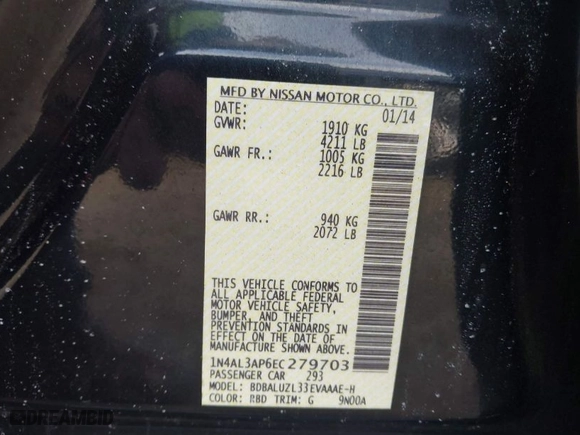 MFD BY NISSAN MOTOR CO., LTD.
DATE: 01/14
GVWR: 1910 KG
4211 LB
GAWR FR.: 1005 KG
2216 LB
GAWR RR.: 940 KG
2072 LB
THIS VEHICLE CONFORMS TO
ALL APPLICABLE FEDERAL
MOTOR VEHICLE SAFETY,
BUMPER, AND THEFT
PREVENTION STANDARDS IN
EFFECT ON THE DATE OF
MANUFACTURE SHOWN ABOVE.
1N4AL3AP6EC279703
PASSENGER CAR 293
MODEL: BDBALUZL33EVAAAE-H
COLOR: RBD TRIM: G 9N00A
DREAMBID